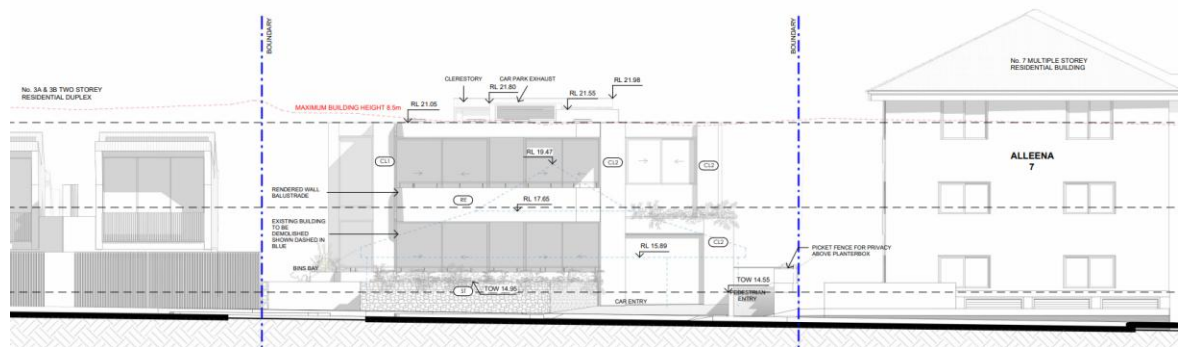 BOUNDARY
BOUNDARY
No. 3A & 3B TWO STOREY
RESIDENTIAL DUPLEX
CLERESTORY
CAR PARK EXHAUST
RL 21.80
RL 21.98
RL 21.55
MAXIMUM BUILDING HEIGHT 8.5m
RL 21.05
No. 7 MULTIPLE STOREY
RESIDENTIAL BUILDING
CL1
RL 19.47
CL2
CL2
ALLEENA
7
RENDERED WALL
BALUSTRADE
RL 17.65
EXISTING BUILDING
TO BE
DEMOLISHED
SHOWN DASHED IN
BLUE
CL2
RL 15.89
PICKET FENCE FOR PRIVACY
ABOVE PLANTERBOX
BINS BAY
TOW 14.95
TOW 14.55
PEDESTRIAN
ENTRY
CAR ENTRY